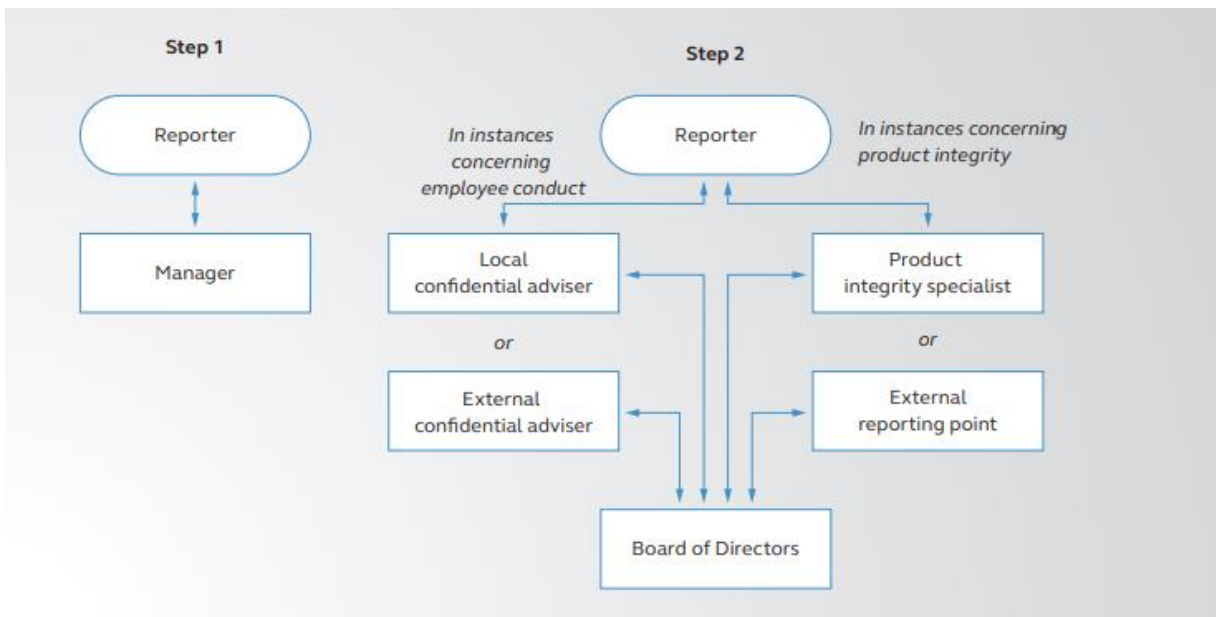 Step 1
Reporter
Manager
Step 2
Reporter
In instances
concerning
employee conduct
In instances concerning
product integrity
Local
confidential adviser
or
External
confidential adviser
Product
integrity specialist
or
External
reporting point
Board of Directors